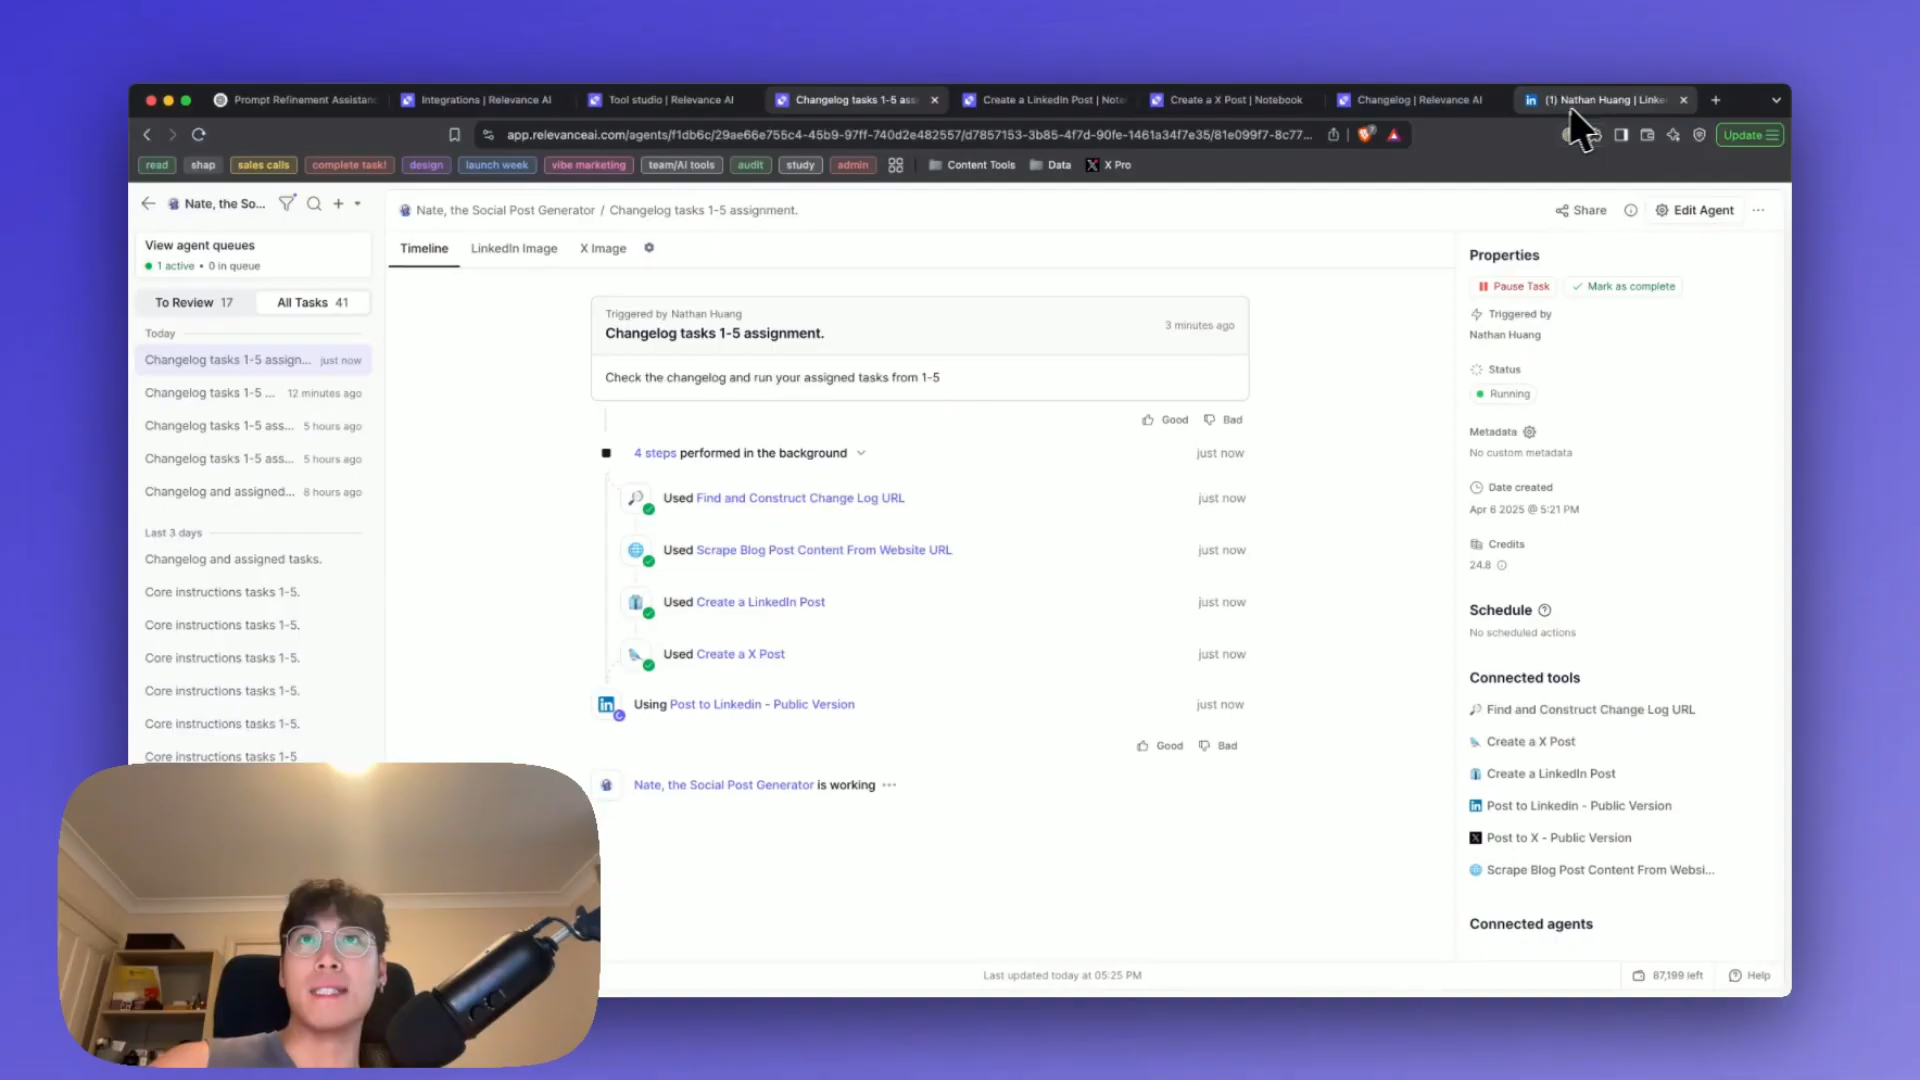 Prompt Refinement Assistanc
Integrations | Relevance AI
Tool studio | Relevance AI
Changelog tasks 1-5 ass
Create a LinkedIn Post | Note
Create a X Post | Notebook
Changelog | Relevance AI
(1) Nathan Huang | Linke
app.relevanceai.com/agents/f1db6c/29ae66e755c4-45b9-97ff-740d2e482557/d7857153-3b85-4f7d-90fe-1461a34f7e35/81e099f7-8c77...
Update
read
shap
sales calls
complete task!
design
launch week
vibe marketing
team/AI tools
audit
study
admin
Content Tools
Data
X Pro
Nate, the So...
Nate, the Social Post Generator / Changelog tasks 1-5 assignment.
Share
Edit Agent
View agent queues
1 active • 0 in queue
To Review 17
All Tasks 41
Today
Changelog tasks 1-5 assign... just now
Changelog tasks 1-5 ... 12 minutes ago
Changelog tasks 1-5 ass... 5 hours ago
Changelog tasks 1-5 ass... 5 hours ago
Changelog and assigned... 8 hours ago
Last 3 days
Changelog and assigned tasks.
Core instructions tasks 1-5.
Core instructions tasks 1-5.
Core instructions tasks 1-5.
Core instructions tasks 1-5.
Core instructions tasks 1-5.
Core instructions tasks 1-5
Timeline
LinkedIn Image
X Image
Triggered by Nathan Huang
Changelog tasks 1-5 assignment.
3 minutes ago
Check the changelog and run your assigned tasks from 1-5
Good
Bad
4 steps performed in the background
just now
Used Find and Construct Change Log URL
just now
Used Scrape Blog Post Content From Website URL
just now
Used Create a LinkedIn Post
just now
Used Create a X Post
just now
Using Post to Linkedin - Public Version
just now
Good
Bad
Nate, the Social Post Generator is working
Last updated today at 05:25 PM
Properties
Pause Task
Mark as complete
Triggered by
Nathan Huang
Status
Running
Metadata
No custom metadata
Date created
Apr 6 2025 @ 5:21 PM
Credits
24.8
Schedule
No scheduled actions
Connected tools
Find and Construct Change Log URL
Create a X Post
Create a LinkedIn Post
Post to Linkedin - Public Version
Post to X - Public Version
Scrape Blog Post Content From Websi...
Connected agents
87,199 left
Help